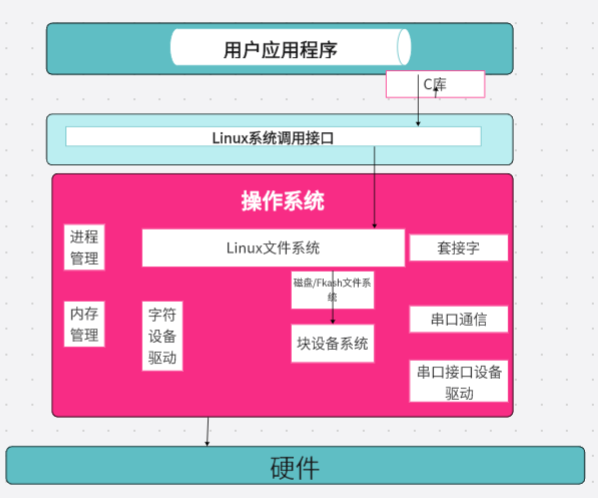 用户应用程序
C库
Linux系统调用接口
操作系统
进程
管理
Linux文件系统
套接字
磁盘/Fkash文件系
统
内存
管理
字符
设备
驱动
块设备系统
串口通信
串口接口设备
驱动
硬件